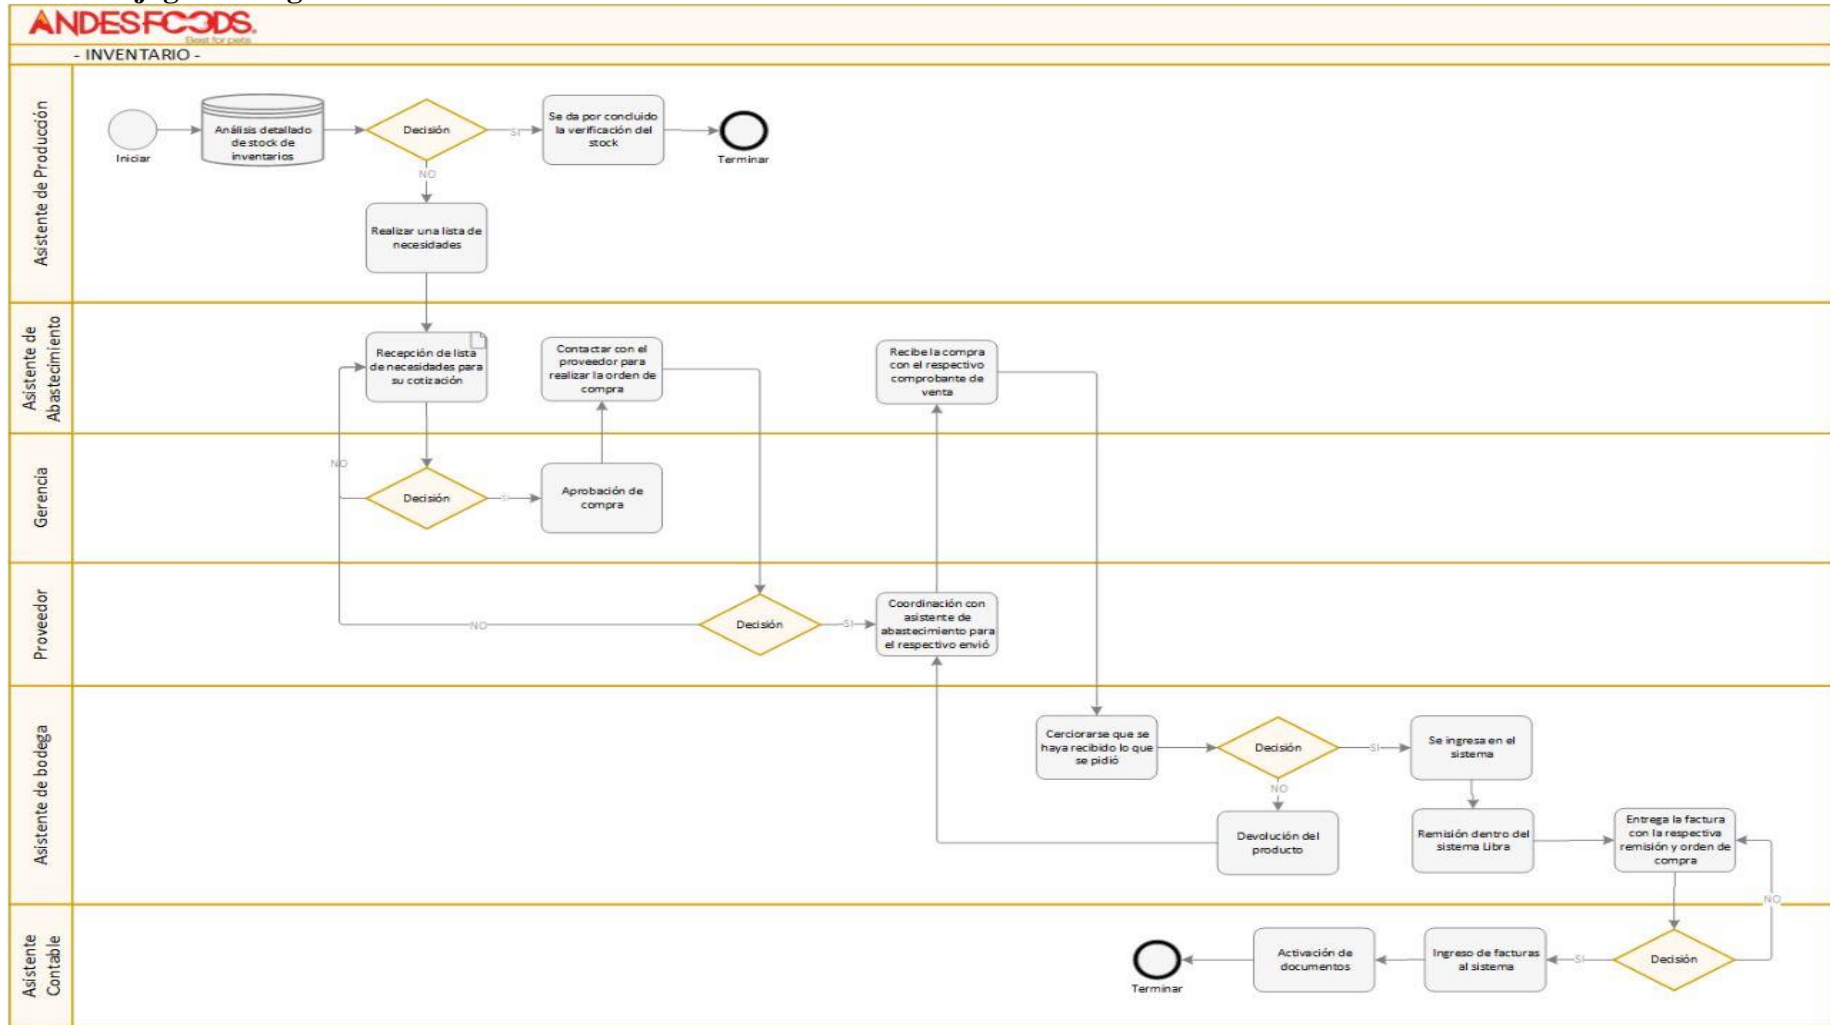 ANDESFOODS.
Best for pets
- INVENTARIO -
Asistente de Producción
Iniciar
Análisis detallado
de stock de
inventarios
Decisión
SI
Se da por concluido
la verificación del
stock
Terminar
NO
Realizar una lista de
necesidades
Asistente de
Abastecimiento
Recepción de lista
de necesidades para
su cotización
Contactar con el
proveedor para
realizar la orden de
compra
Recibe la compra
con el respectivo
comprobante de
venta
Gerencia
NO
Decisión
SI
Aprobación de
compra
Proveedor
NO
Decisión
SI
Coordinación con
asistente de
abastecimiento para
el respectivo envió
Asistente de bodega
Cerciorarse que se
haya recibido lo que
se pidió
Decisión
SI
Se ingresa en el
sistema
NO
Devolución del
producto
Remisión dentro del
sistema Libra
Entrega la factura
con la respectiva
remisión y orden de
compra
NO
Asistente
Contable
Terminar
Activación de
documentos
Ingreso de facturas
al sistema
SI
Decisión